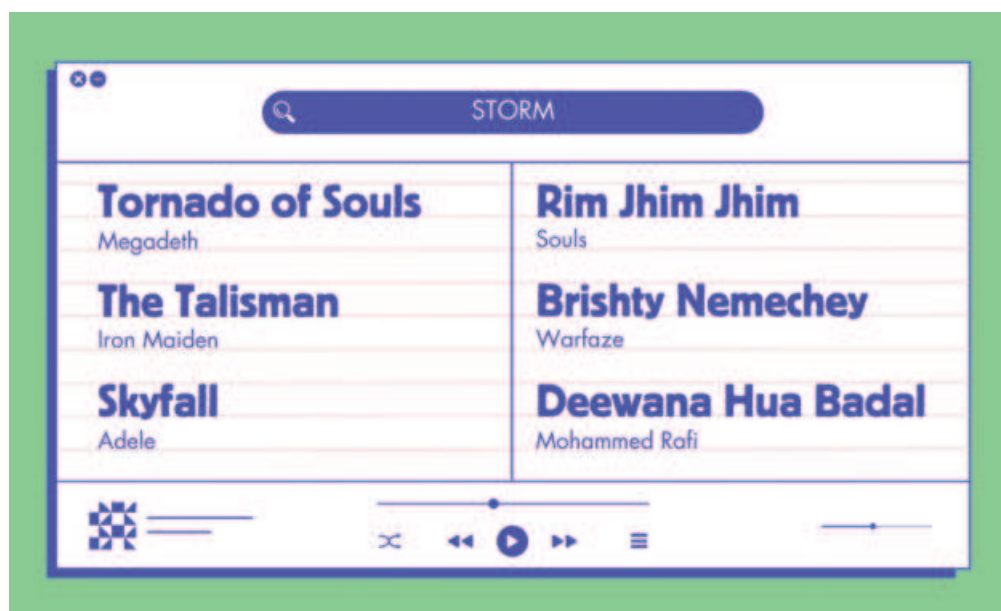 STORM
Tornado of Souls
Megadeth
The Talisman
Iron Maiden
Skyfall
Adele
Rim Jhim Jhim
Souls
Brishty Nemechey
Warfaze
Deewana Hua Badal
Mohammed Rafi